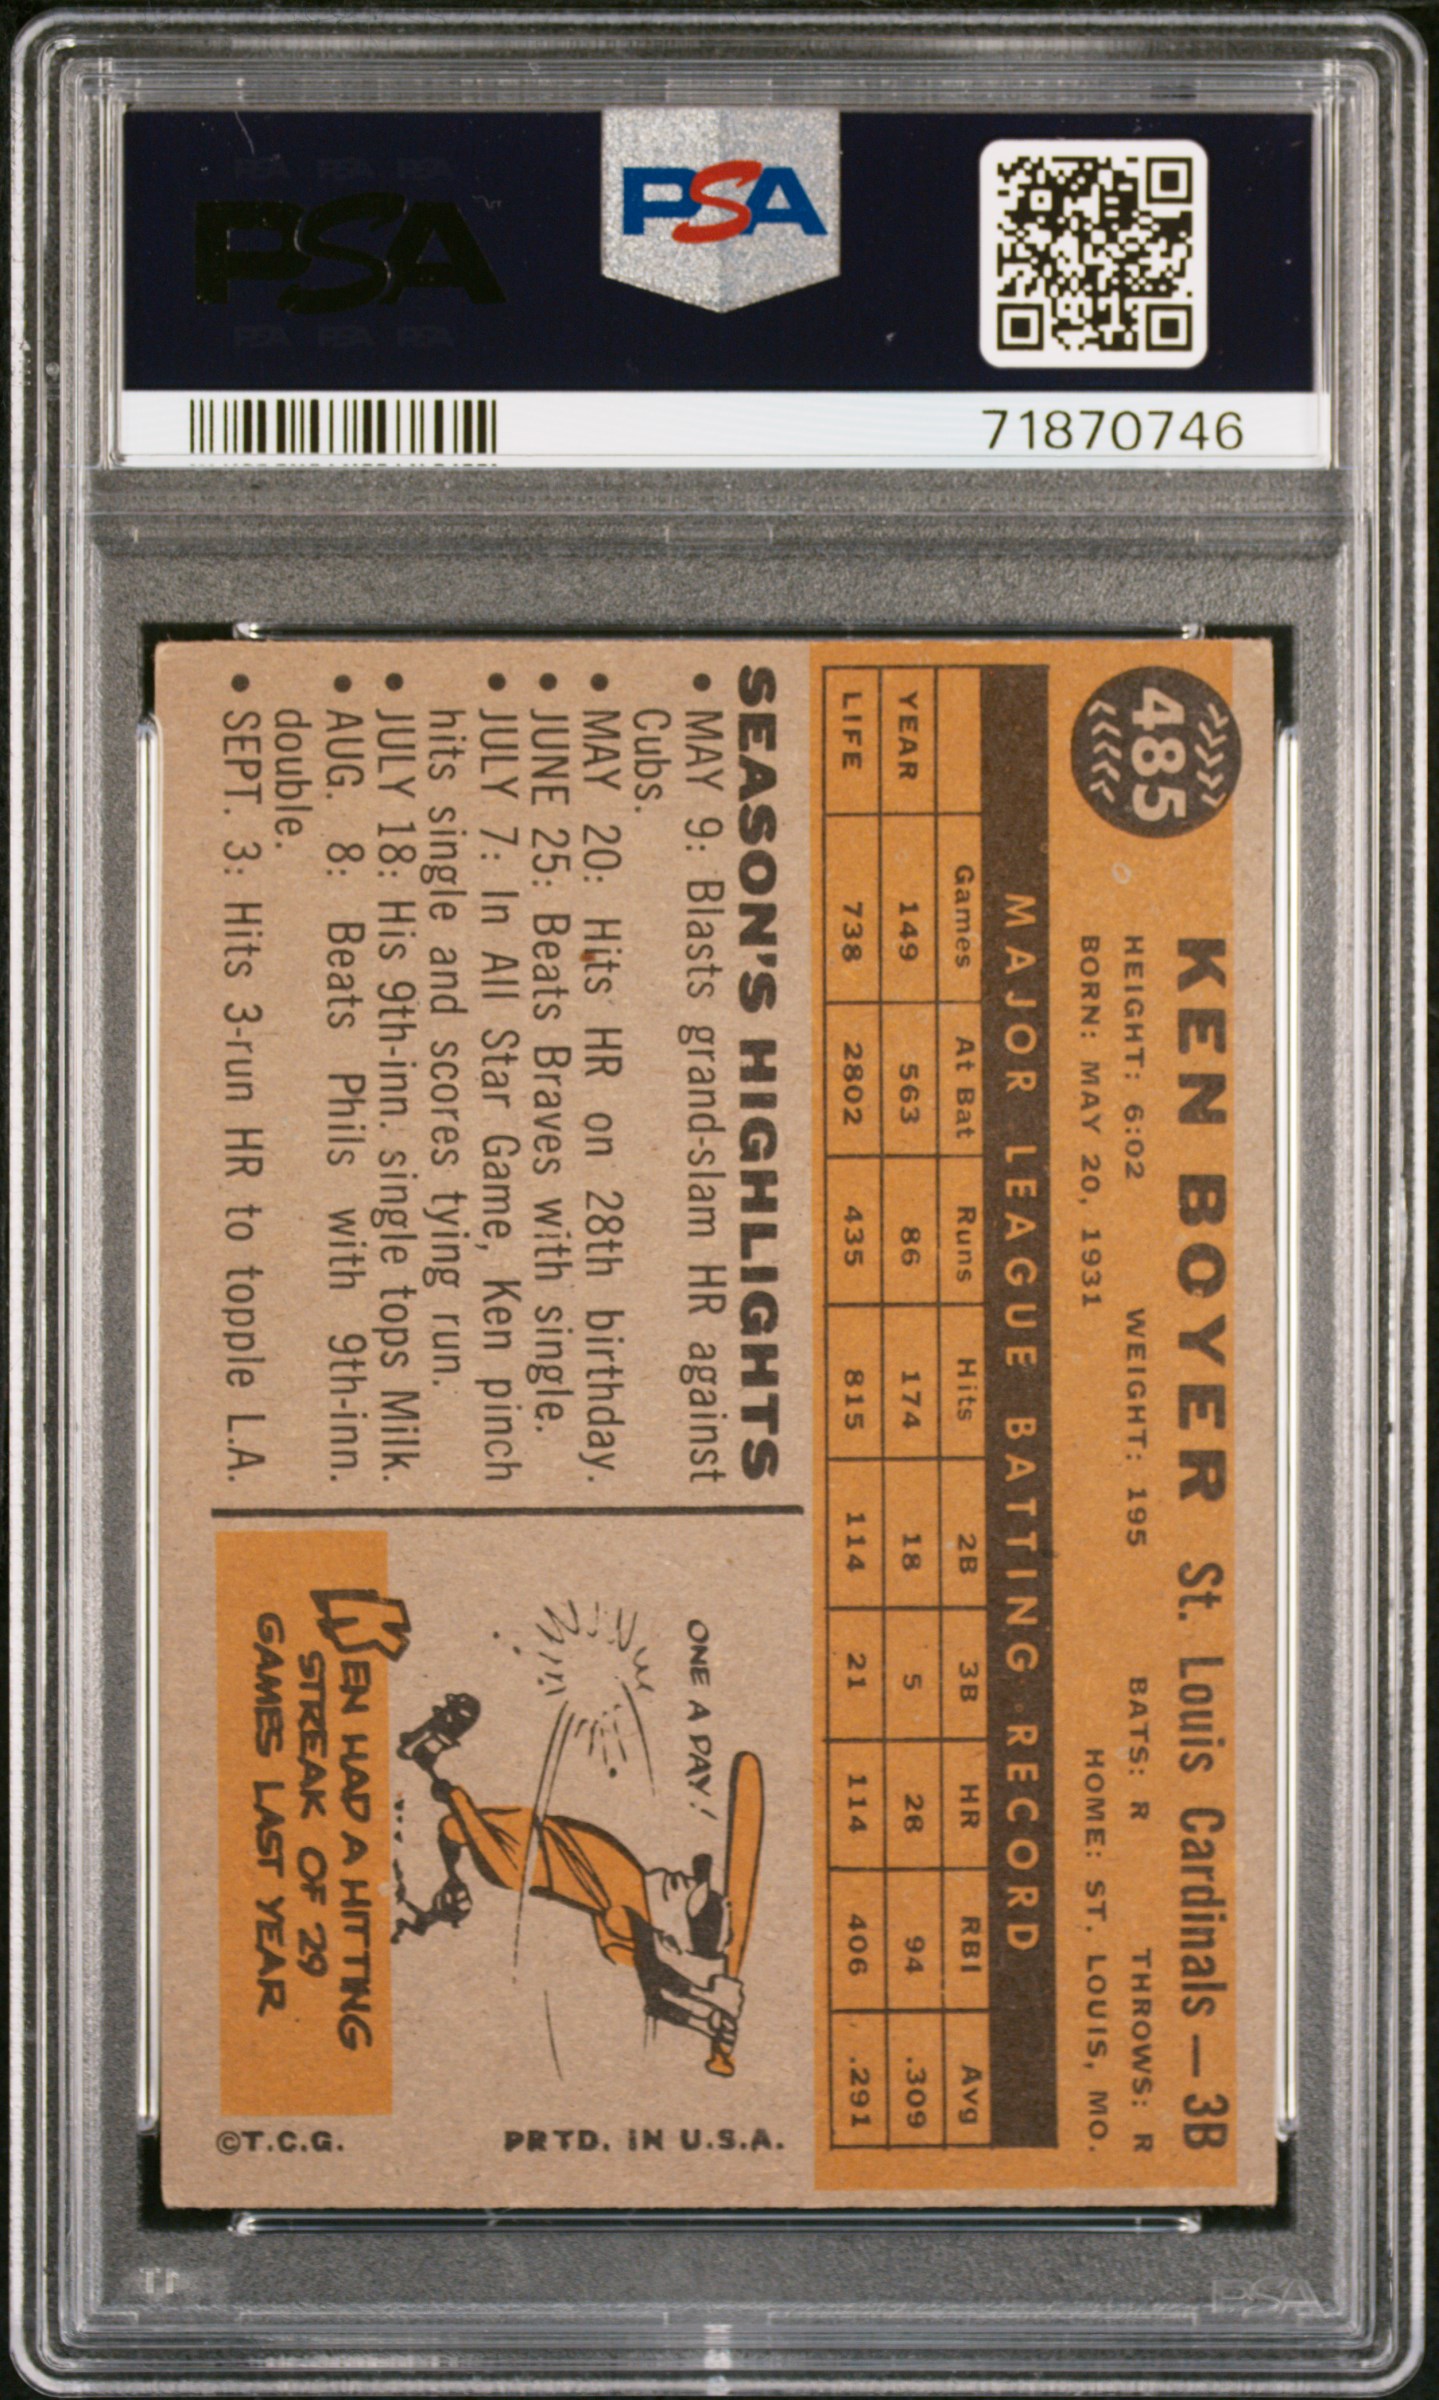 PSA
PSA PSA PSA
PSA
PSA PSA PSA
71870746
485
KEN BOYER St. Louis Cardinals — 3B
HEIGHT: 6:02 WEIGHT: 195 BATS: R THROWS: R
BORN: MAY 20, 1931 HOME: ST. LOUIS, MO.
MAJOR LEAGUE BATTING RECORD
Games At Bat Runs Hits 2B 3B HR RBI Avg
YEAR 149 563 86 174 18 5 28 94 .309
LIFE 738 2802 435 815 114 21 114 406 .291
SEASON'S HIGHLIGHTS
• MAY 9: Blasts grand-slam HR against
Cubs.
• MAY 20: Hits HR on 28th birthday.
• JUNE 25: Beats Braves with single.
• JULY 7: In All Star Game, Ken pinch
hits single and scores tying run.
• JULY 18: His 9th-inn. single tops Milk.
• AUG. 8: Beats Phils with 9th-inn.
double.
• SEPT. 3: Hits 3-run HR to topple L.A.
ONE A DAY!
KEN HAD A HITTING
STREAK OF 29
GAMES LAST YEAR
©T.C.G. PRTD. IN U.S.A.
PSA